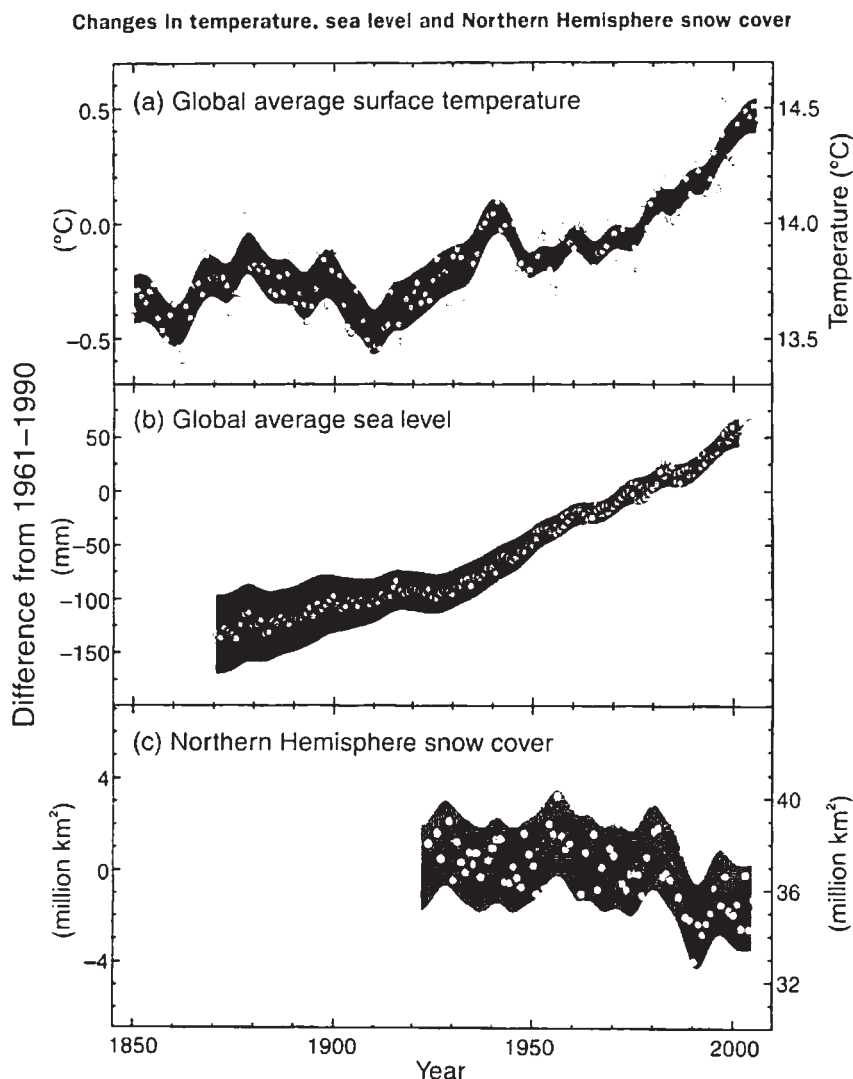 Changes in temperature, sea level and Northern Hemisphere snow cover
(a) Global average surface temperature
0.5
0.0
−0.5
(°C)
14.5
14.0
13.5
Temperature (°C)
Difference from 1961–1990
(b) Global average sea level
50
0
−50
−100
−150
(mm)
(c) Northern Hemisphere snow cover
4
0
−4
(million km²)
40
36
32
(million km²)
1850
1900
1950
2000
Year